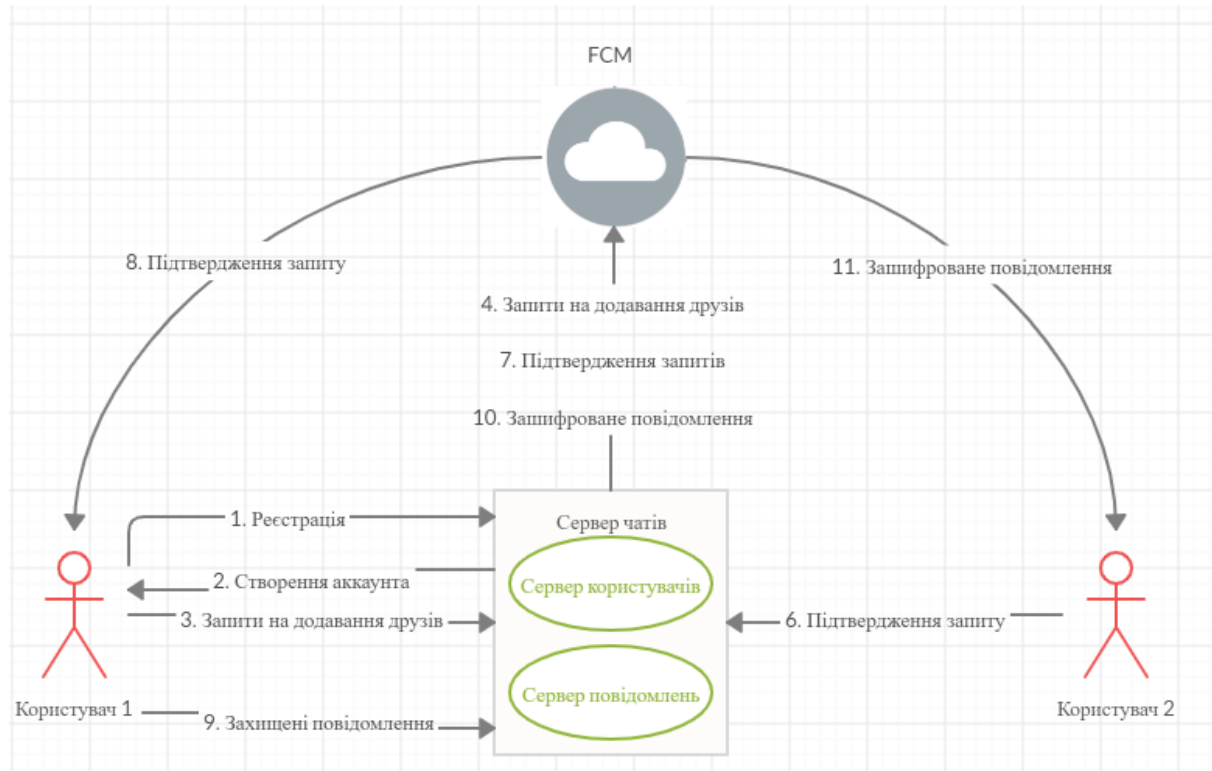 FCM
8. Підтвердження запиту
11. Зашифроване повідомлення
4. Запити на додавання друзів
7. Підтвердження запитів
10. Зашифроване повідомлення
1. Реєстрація
Сервер чатів
2. Створення аккаунта
Сервер користувачів
3. Запити на додавання друзів
6. Підтвердження запиту
Сервер повідомлень
Користувач 1
9. Захищені повідомлення
Користувач 2